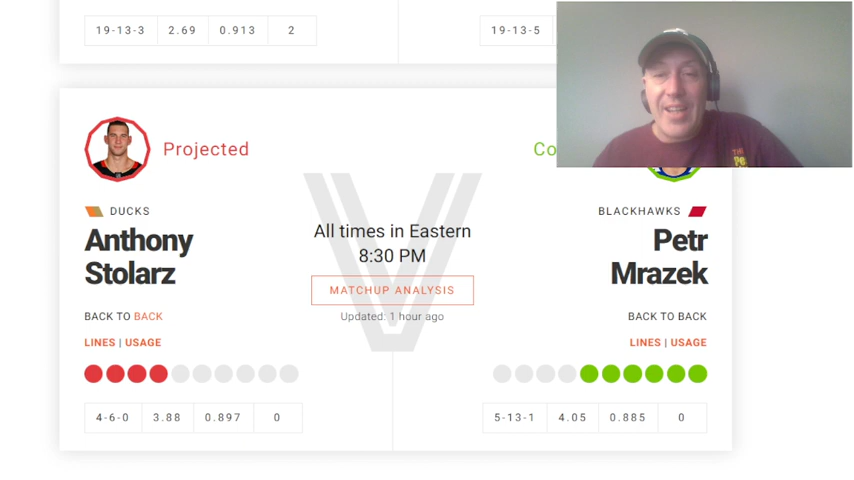 19-13-3 2.69 0.913 2
19-13-5
Projected
Co
DUCKS
Anthony
Stolarz
BACK TO BACK
LINES | USAGE
4-6-0 3.88 0.897 0
All times in Eastern
8:30 PM
MATCHUP ANALYSIS
Updated: 1 hour ago
BLACKHAWKS
Petr
Mrazek
BACK TO BACK
LINES | USAGE
5-13-1 4.05 0.885 0
THE